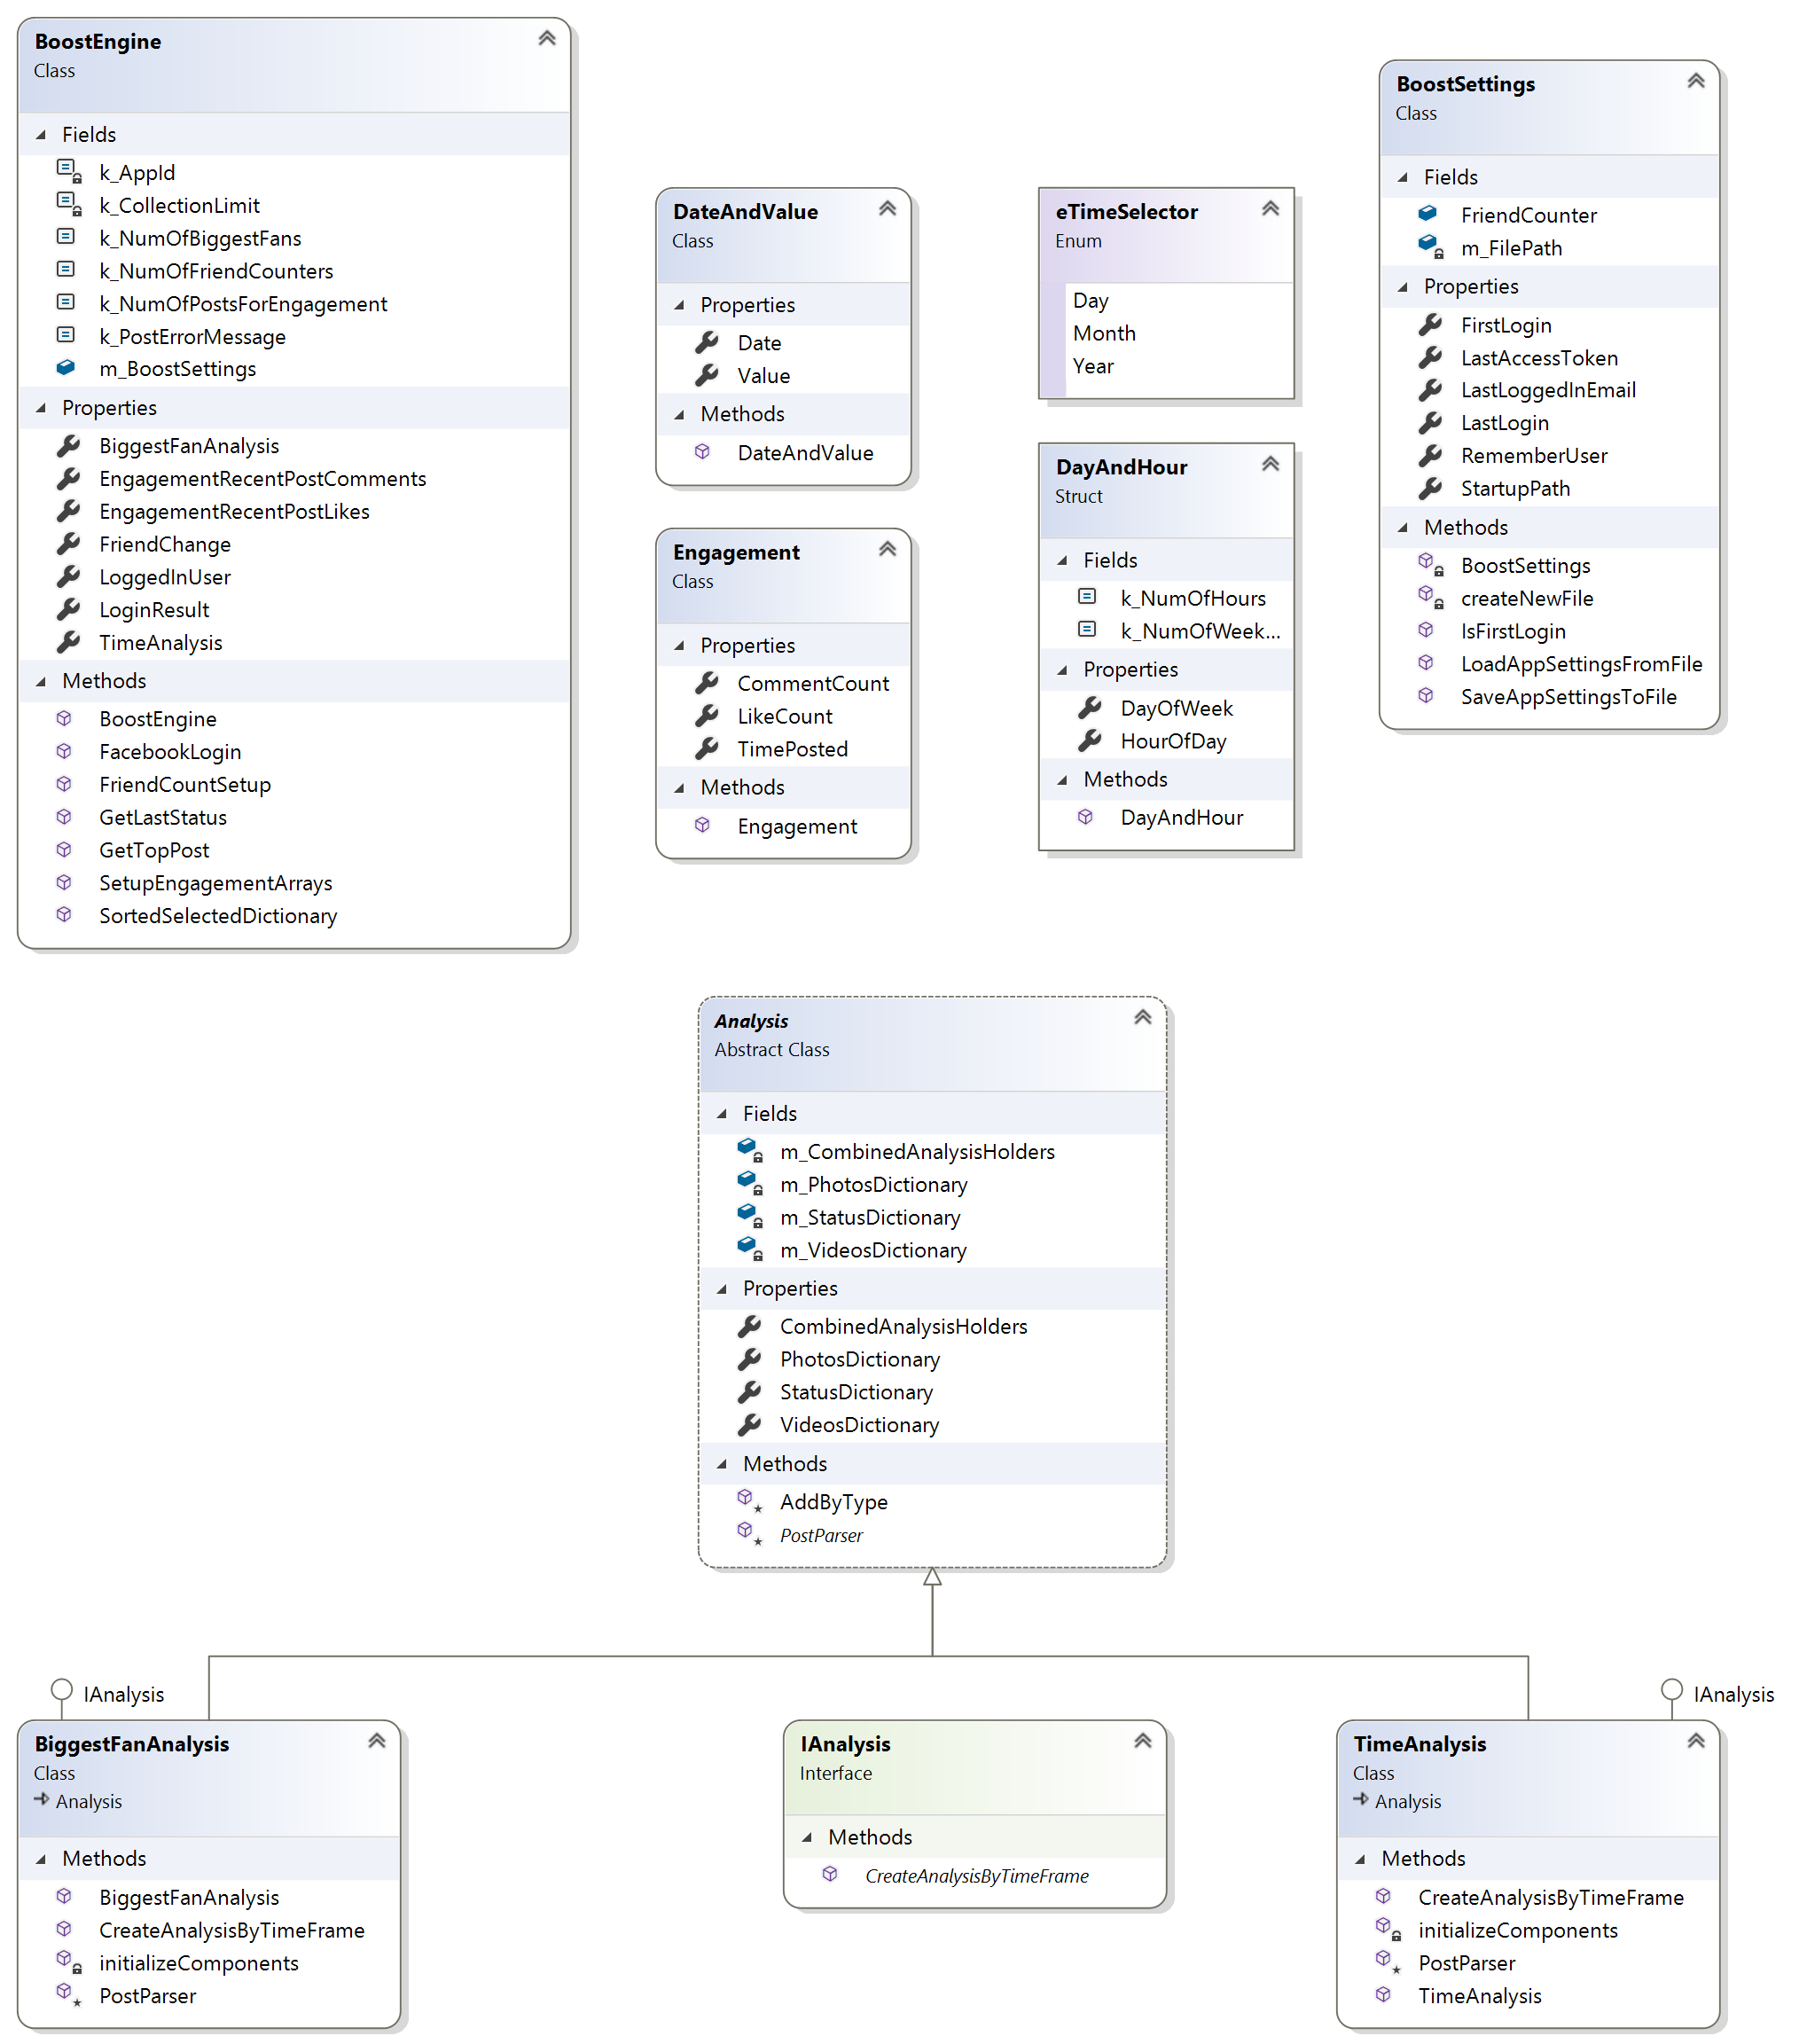 BoostEngine
Class
Fields
k_AppId
k_CollectionLimit
k_NumOfBiggestFans
k_NumOfFriendCounters
k_NumOfPostsForEngagement
k_PostErrorMessage
m_BoostSettings
Properties
BiggestFanAnalysis
EngagementRecentPostComments
EngagementRecentPostLikes
FriendChange
LoggedInUser
LoginResult
TimeAnalysis
Methods
BoostEngine
FacebookLogin
FriendCountSetup
GetLastStatus
GetTopPost
SetupEngagementArrays
SortedSelectedDictionary
DateAndValue
Class
Properties
Date
Value
Methods
DateAndValue
Engagement
Class
Properties
CommentCount
LikeCount
TimePosted
Methods
Engagement
eTimeSelector
Enum
Day
Month
Year
DayAndHour
Struct
Fields
k_NumOfHours
k_NumOfWeek...
Properties
DayOfWeek
HourOfDay
Methods
DayAndHour
BoostSettings
Class
Fields
FriendCounter
m_FilePath
Properties
FirstLogin
LastAccessToken
LastLoggedInEmail
LastLogin
RememberUser
StartupPath
Methods
BoostSettings
createNewFile
IsFirstLogin
LoadAppSettingsFromFile
SaveAppSettingsToFile
Analysis
Abstract Class
Fields
m_CombinedAnalysisHolders
m_PhotosDictionary
m_StatusDictionary
m_VideosDictionary
Properties
CombinedAnalysisHolders
PhotosDictionary
StatusDictionary
VideosDictionary
Methods
AddByType
PostParser
IAnalysis
BiggestFanAnalysis
Class
Analysis
Methods
BiggestFanAnalysis
CreateAnalysisByTimeFrame
initializeComponents
PostParser
IAnalysis
Interface
Methods
CreateAnalysisByTimeFrame
IAnalysis
TimeAnalysis
Class
Analysis
Methods
CreateAnalysisByTimeFrame
initializeComponents
PostParser
TimeAnalysis